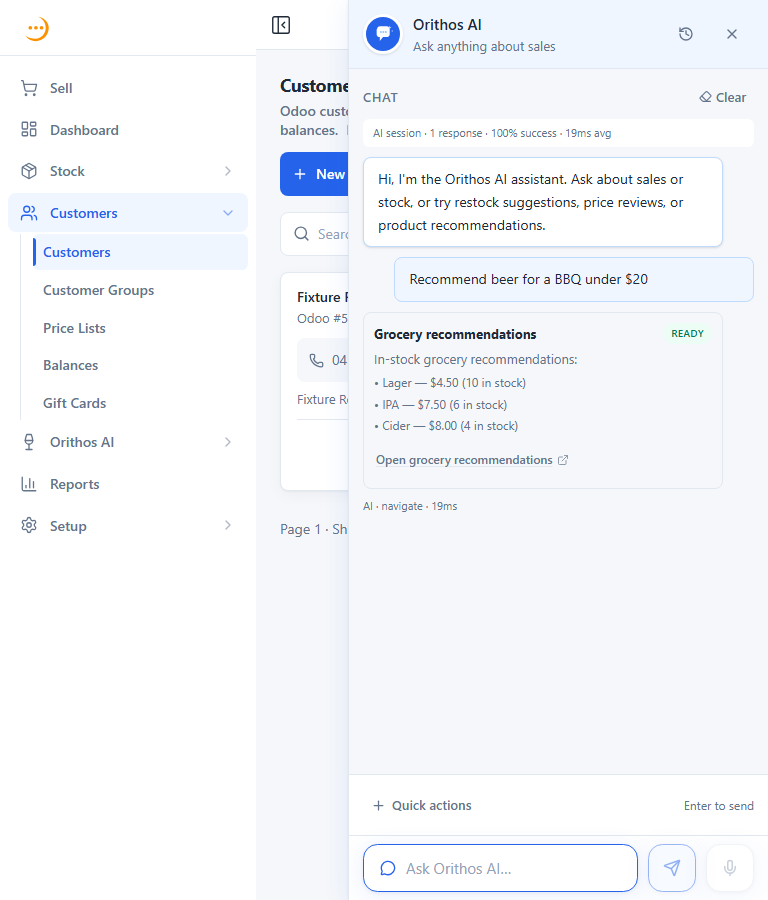 Sell
Dashboard
Stock
Customers
Customers
Customer Groups
Price Lists
Balances
Gift Cards
Orithos AI
Reports
Setup
Odoo
balances.
New
Odoo #5
04
Fixture
Page 1 · Sh
Orithos AI
Ask anything about sales
CHAT
Clear
AI session · 1 response · 100% success · 19ms avg
Hi, I'm the Orithos AI assistant. Ask about sales or
stock, or try restock suggestions, price reviews, or
product recommendations.
Recommend beer for a BBQ under $20
Grocery recommendations
READY
In-stock grocery recommendations:
• Lager — $4.50 (10 in stock)
• IPA — $7.50 (6 in stock)
• Cider — $8.00 (4 in stock)
Open grocery recommendations
AI · navigate · 19ms
Quick actions
Enter to send
Ask Orithos AI...